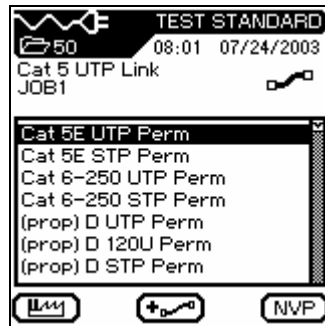 TEST STANDARD
50 08:01 07/24/2003
Cat 5 UTP Link
JOB1
Cat 5E UTP Perm
Cat 5E STP Perm
Cat 6-250 UTP Perm
Cat 6-250 STP Perm
(prop) D UTP Perm
(prop) D 120U Perm
(prop) D STP Perm
NVP